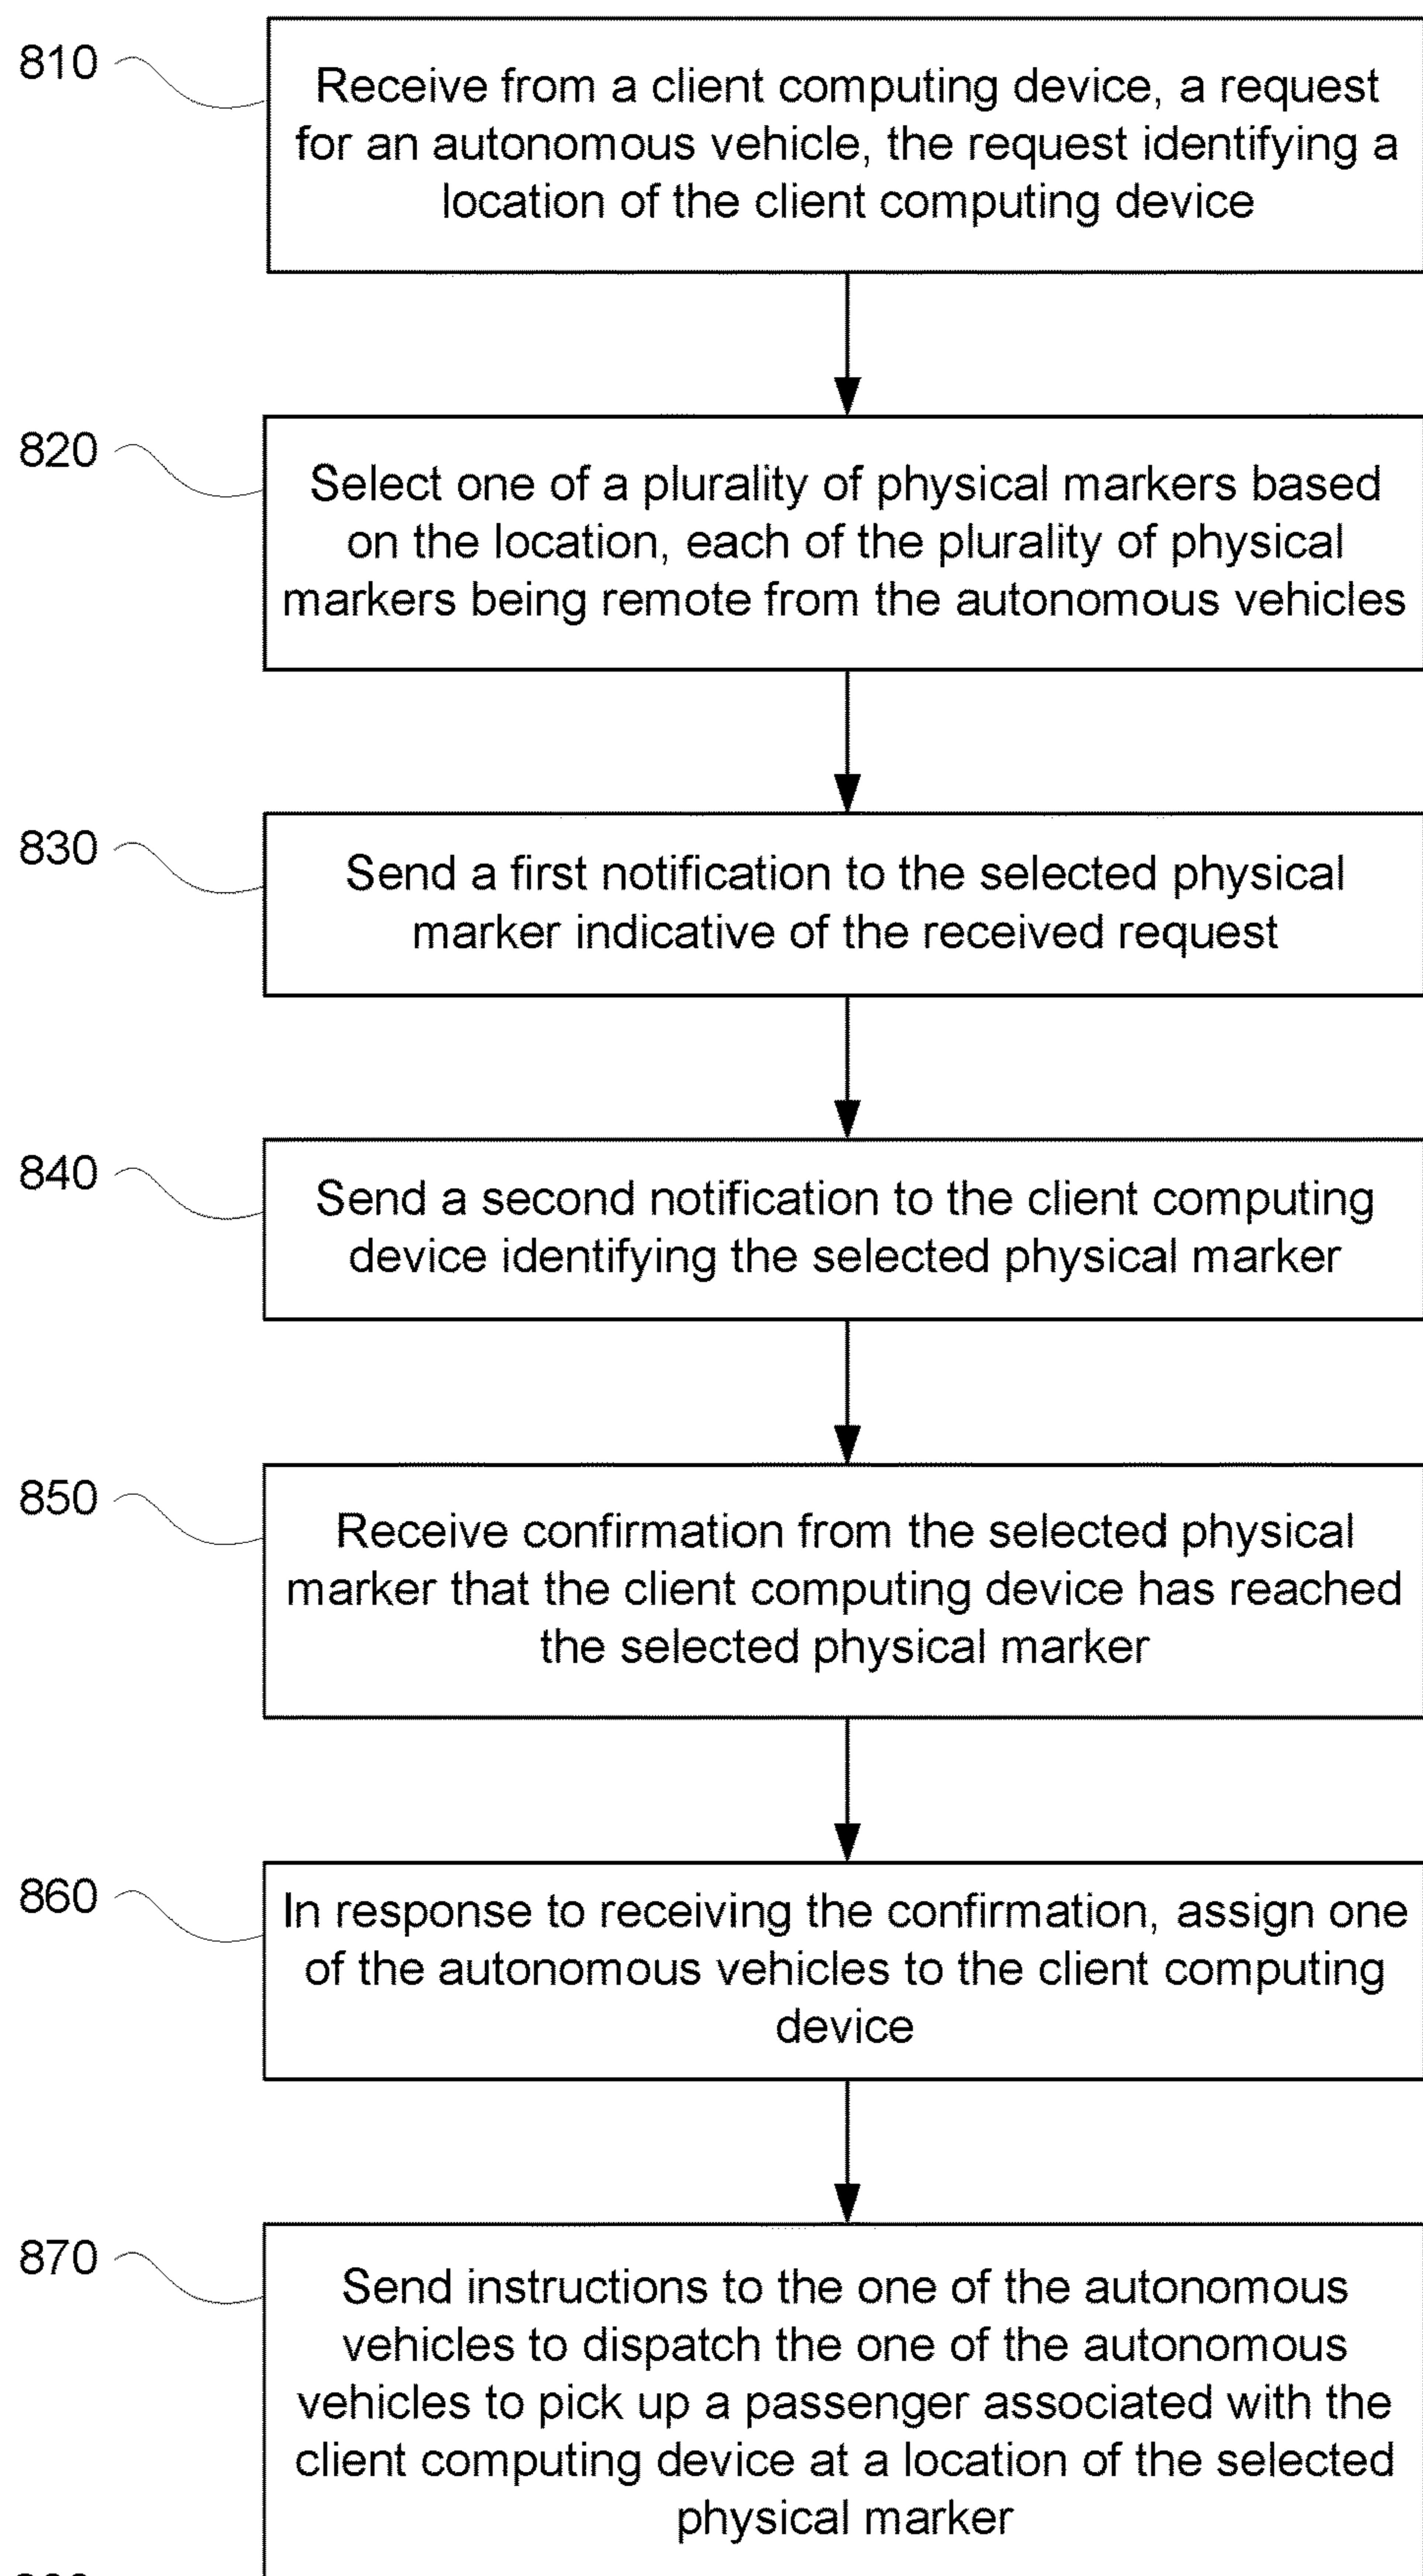 810
Receive from a client computing device, a request
for an autonomous vehicle, the request identifying a
location of the client computing device
820
Select one of a plurality of physical markers based
on the location, each of the plurality of physical
markers being remote from the autonomous vehicles
830
Send a first notification to the selected physical
marker indicative of the received request
840
Send a second notification to the client computing
device identifying the selected physical marker
850
Receive confirmation from the selected physical
marker that the client computing device has reached
the selected physical marker
860
In response to receiving the confirmation, assign one
of the autonomous vehicles to the client computing
device
870
Send instructions to the one of the autonomous
vehicles to dispatch the one of the autonomous
vehicles to pick up a passenger associated with the
client computing device at a location of the selected
physical marker